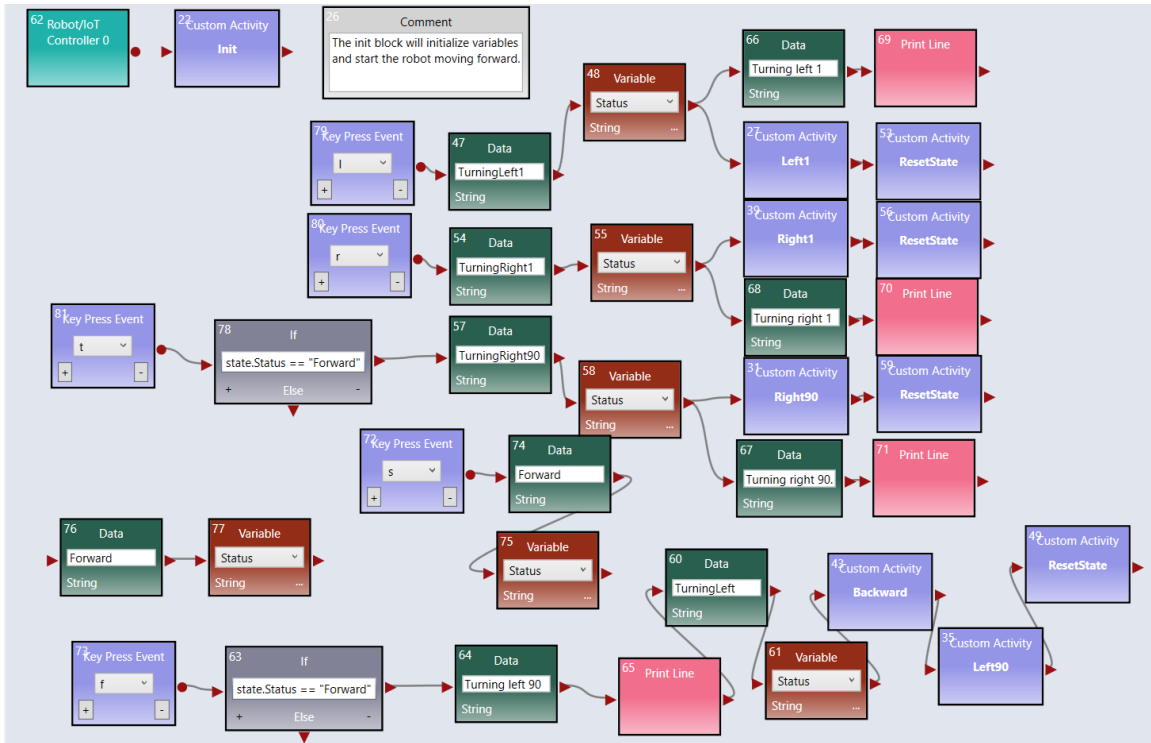 62 Robot/IoT
Controller 0
22 Custom Activity
Init
26 Comment
The init block will initialize variables
and start the robot moving forward.
66 Data
Turning left 1
String
69 Print Line
48 Variable
Status
String ...
79 Key Press Event
l
+ -
47 Data
TurningLeft1
String
27 Custom Activity
Left1
53 Custom Activity
ResetState
80 Key Press Event
r
+ -
54 Data
TurningRight1
String
55 Variable
Status
String ...
39 Custom Activity
Right1
56 Custom Activity
ResetState
68 Data
Turning right 1
String
70 Print Line
81 Key Press Event
t
+ -
78 If
state.Status == "Forward"
+ Else -
57 Data
TurningRight90
String
58 Variable
Status
String ...
31 Custom Activity
Right90
59 Custom Activity
ResetState
72 Key Press Event
s
+ -
74 Data
Forward
String
67 Data
Turning right 90.
String
71 Print Line
76 Data
Forward
String
77 Variable
Status
String ...
75 Variable
Status
String ...
60 Data
TurningLeft
String
43 Custom Activity
Backward
49 Custom Activity
ResetState
73 Key Press Event
f
+ -
63 If
state.Status == "Forward"
+ Else -
64 Data
Turning left 90
String
65 Print Line
61 Variable
Status
String ...
35 Custom Activity
Left90